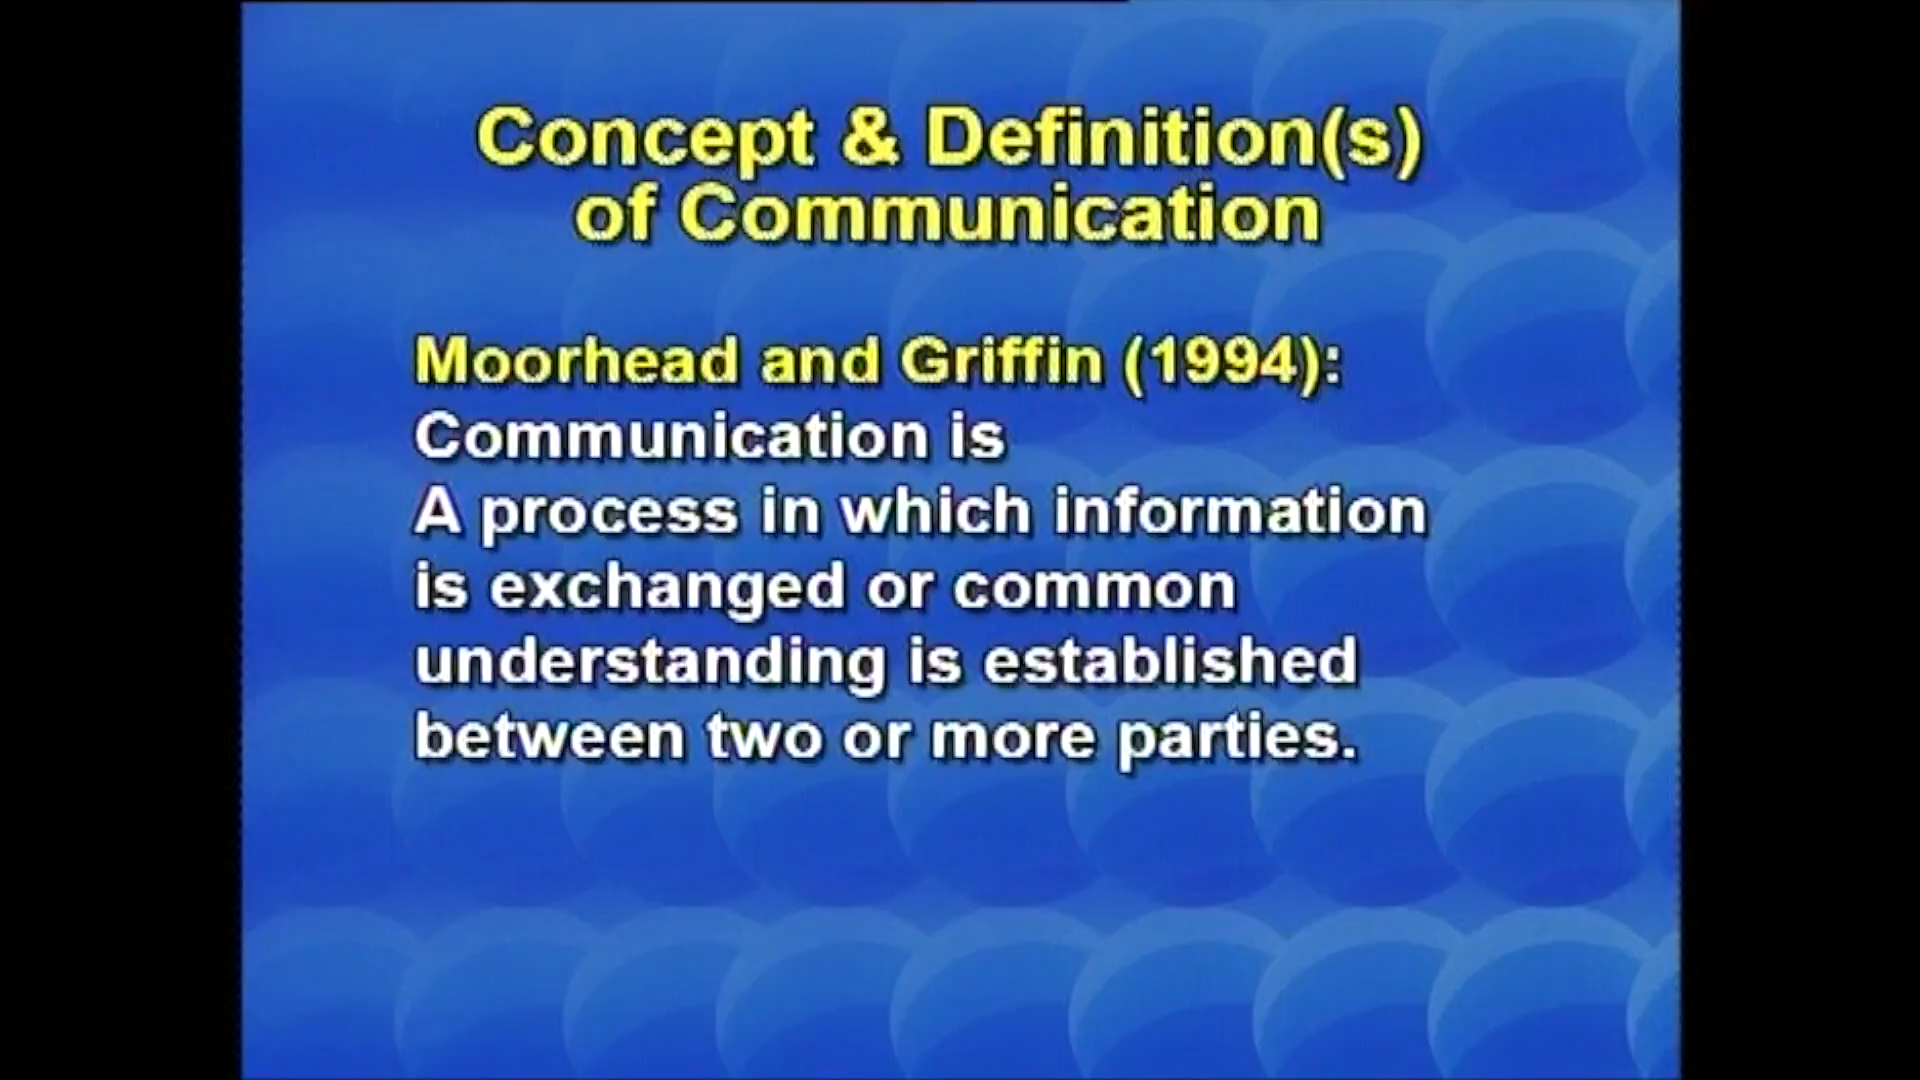 Concept & Definition(s)
of Communication
Moorhead and Griffin (1994):
Communication is
A process in which information
is exchanged or common
understanding is established
between two or more parties.